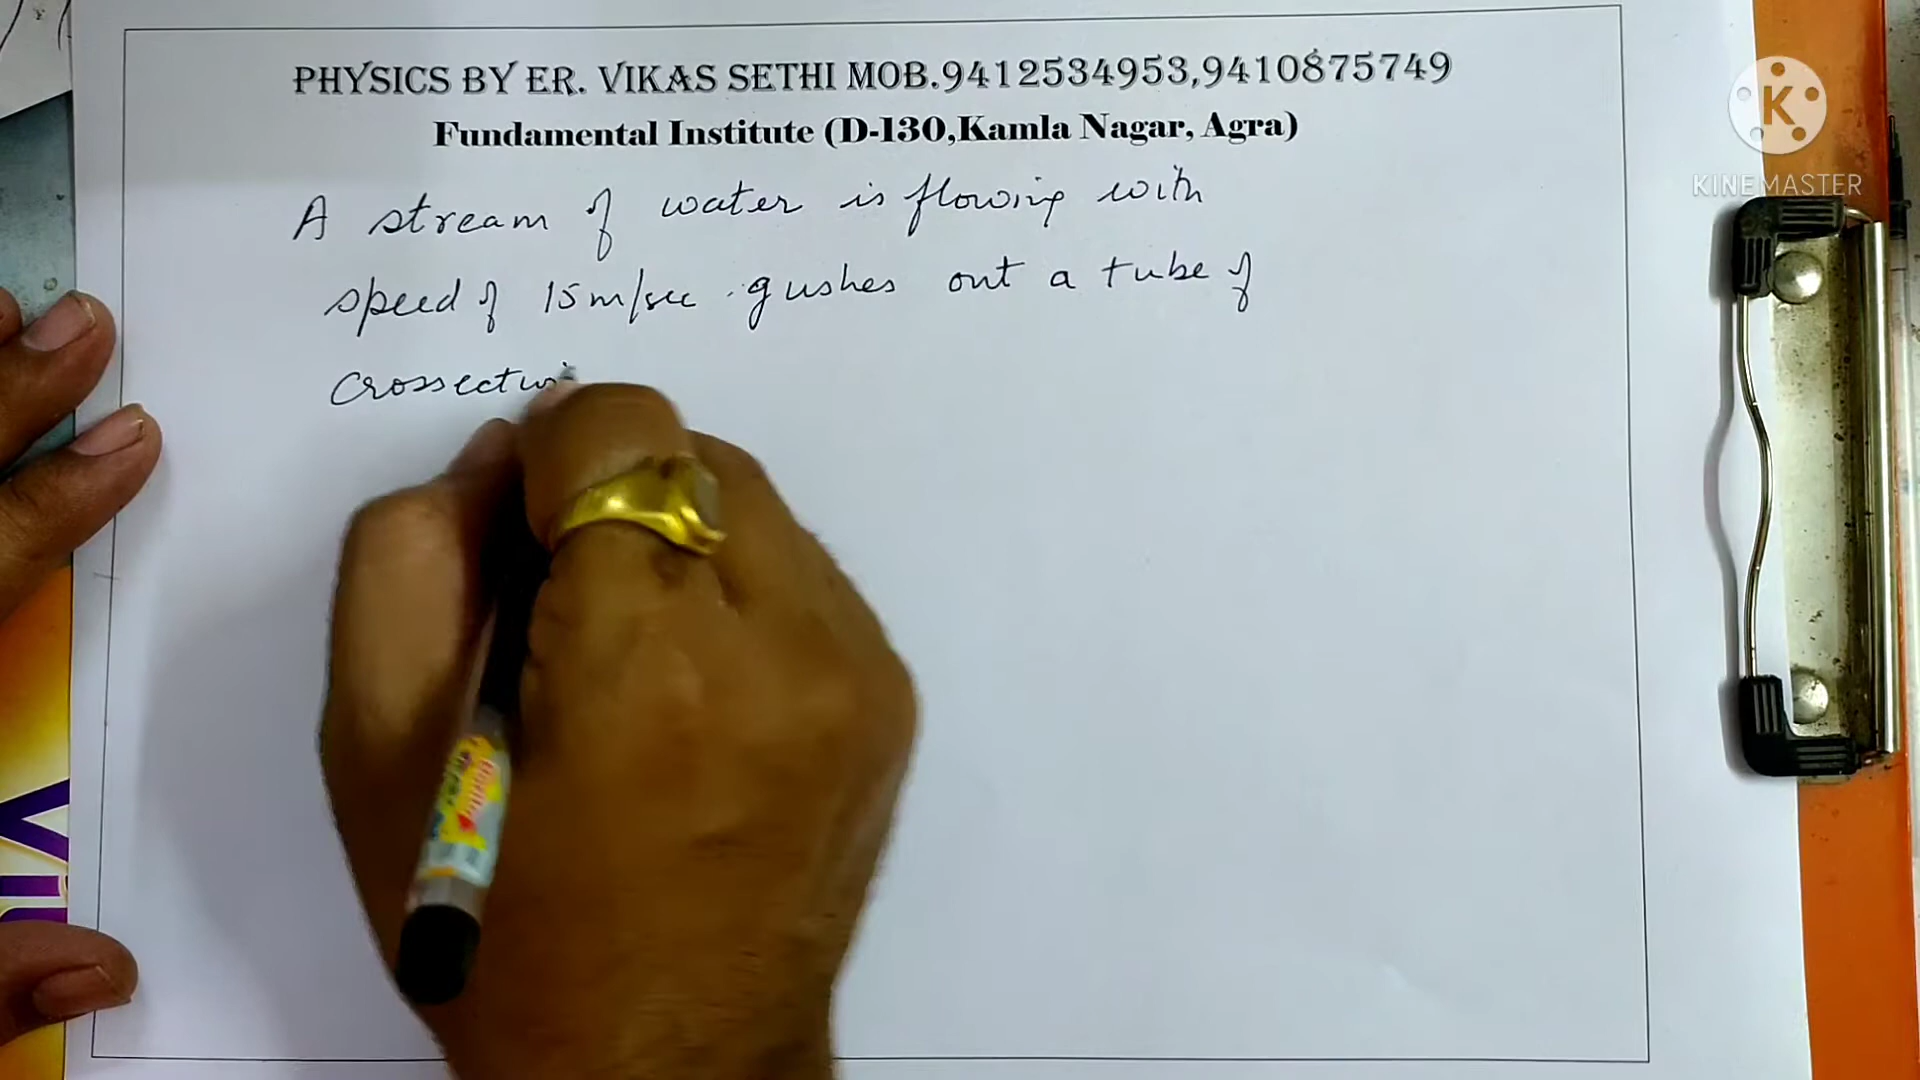 PHYSICS BY ER. VIKAS SETHI MOB.9412534953,9410875749
Fundamental Institute (D-130,Kamla Nagar, Agra)
A stream of water is flowing with
speed of 15m/sec . gushes out a tube of
crossecti
K
KINEMASTER